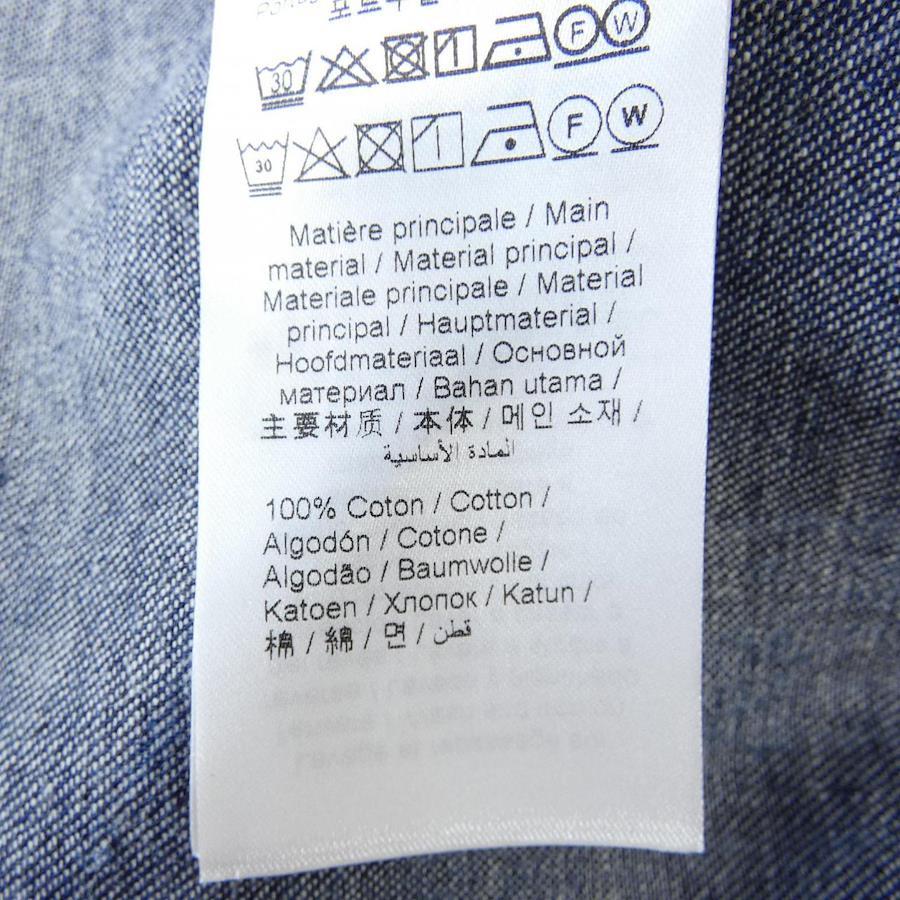 30 F W
30 F W
Matière principale / Main
material / Material principal /
Materiale principale / Material
principal / Hauptmaterial /
Hoofdmateriaal / Основной
материал / Bahan utama /
主要材质 / 本体 / 메인 소재 /
المادة الأساسية
100% Coton / Cotton /
Algodón / Cotone /
Algodão / Baumwolle /
Katoen / Хлопок / Katun /
棉 / 綿 / 면 / قطن